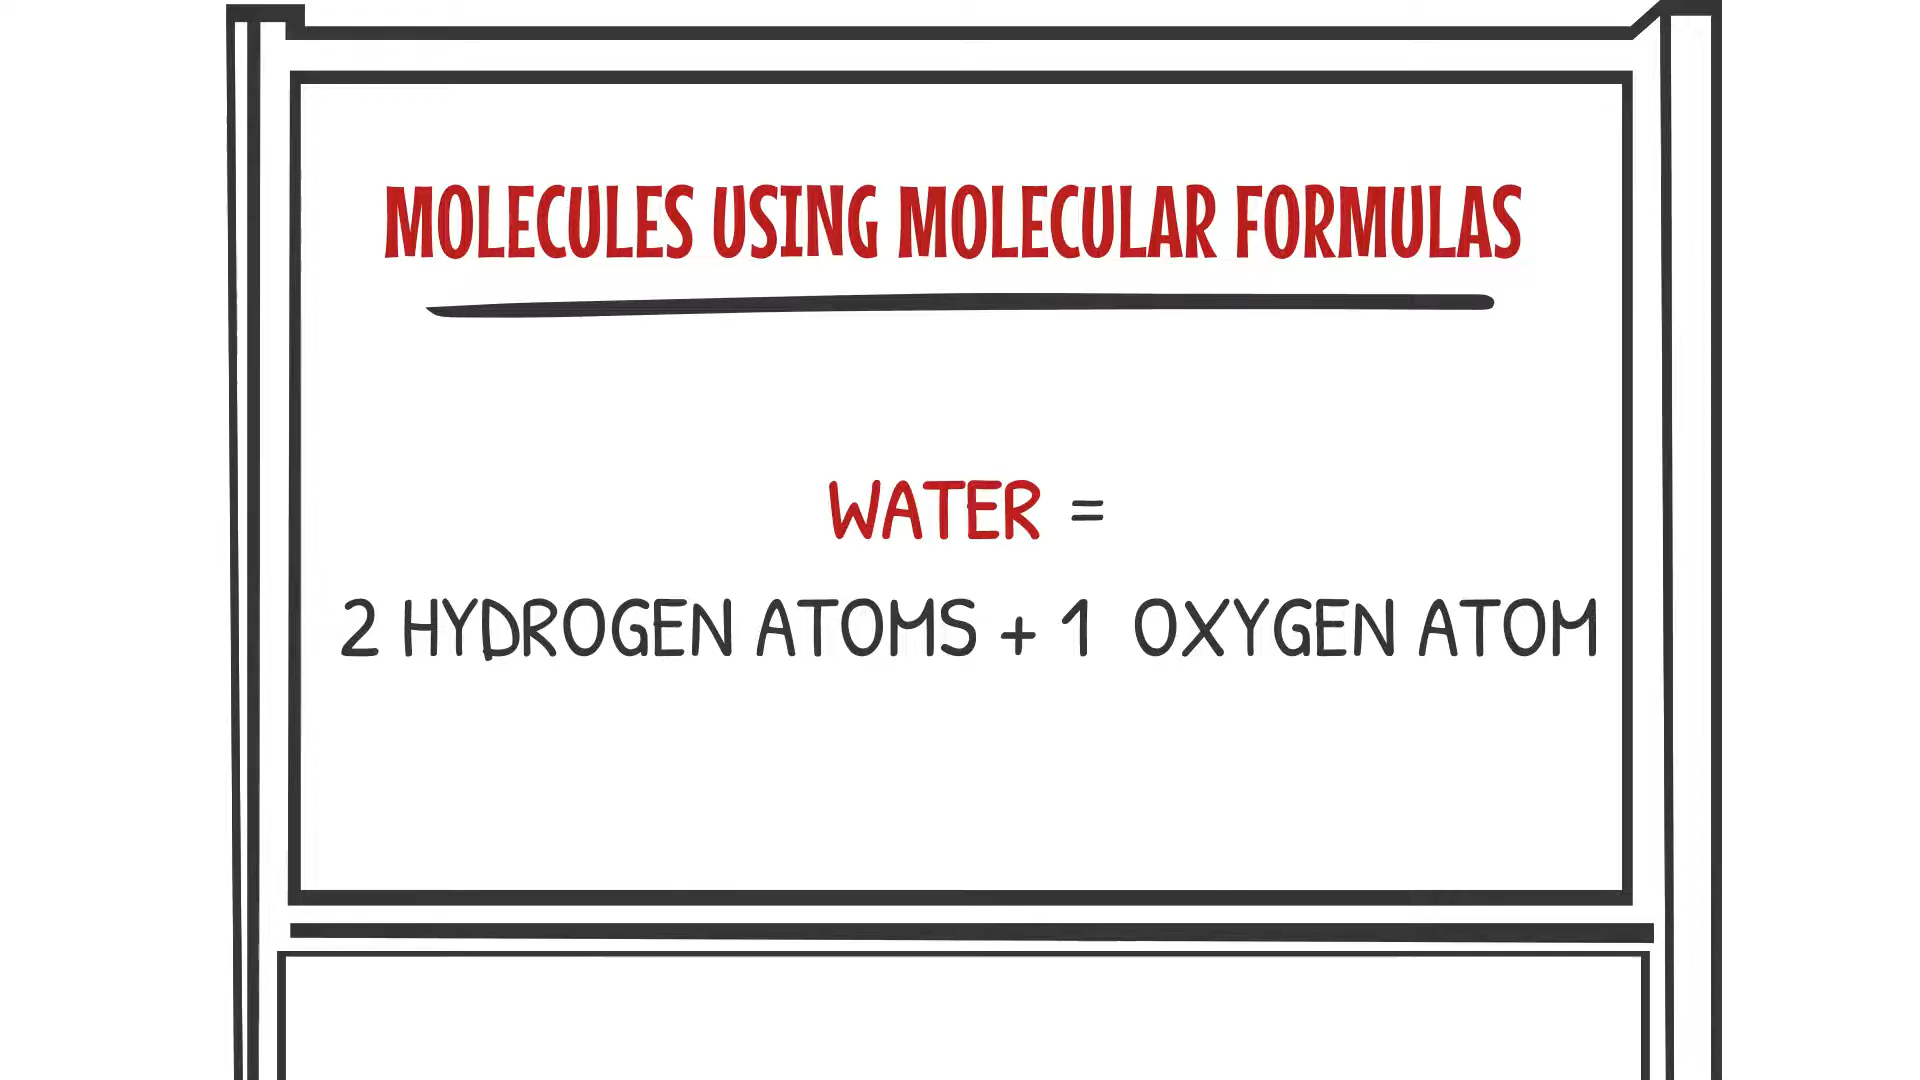 MOLECULES USING MOLECULAR FORMULAS
WATER =
2 HYDROGEN ATOMS + 1 OXYGEN ATOM